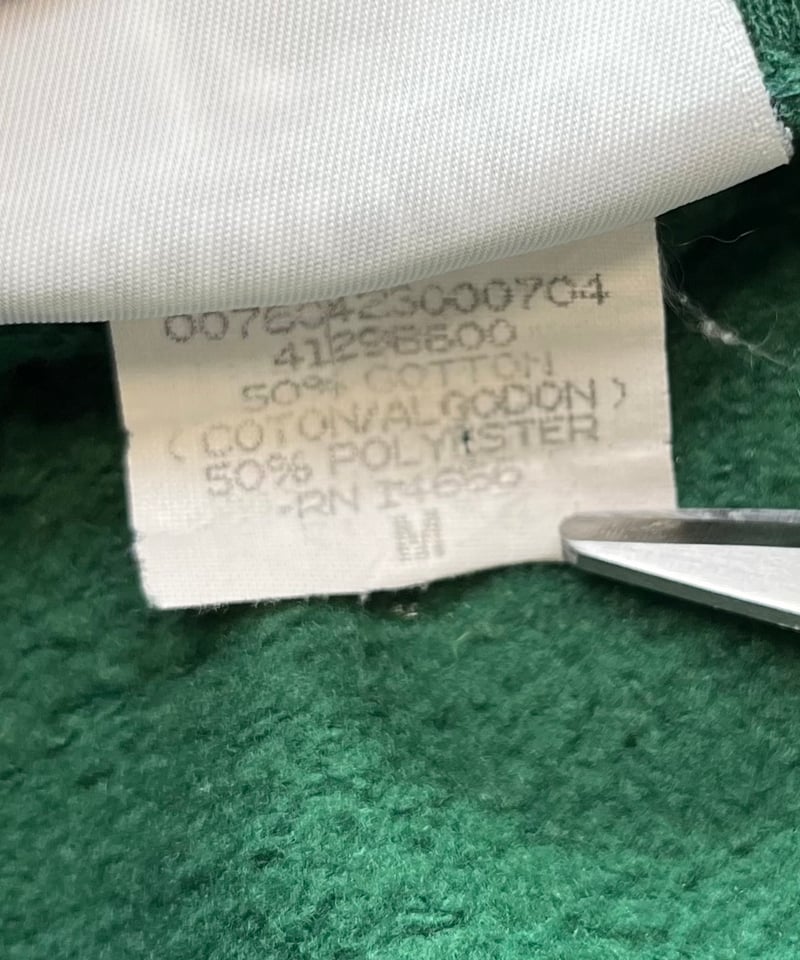 00760423000704
41296600
50% COTTON
(COTON/ALGODON)
50% POLYESTER
RN 14656
M